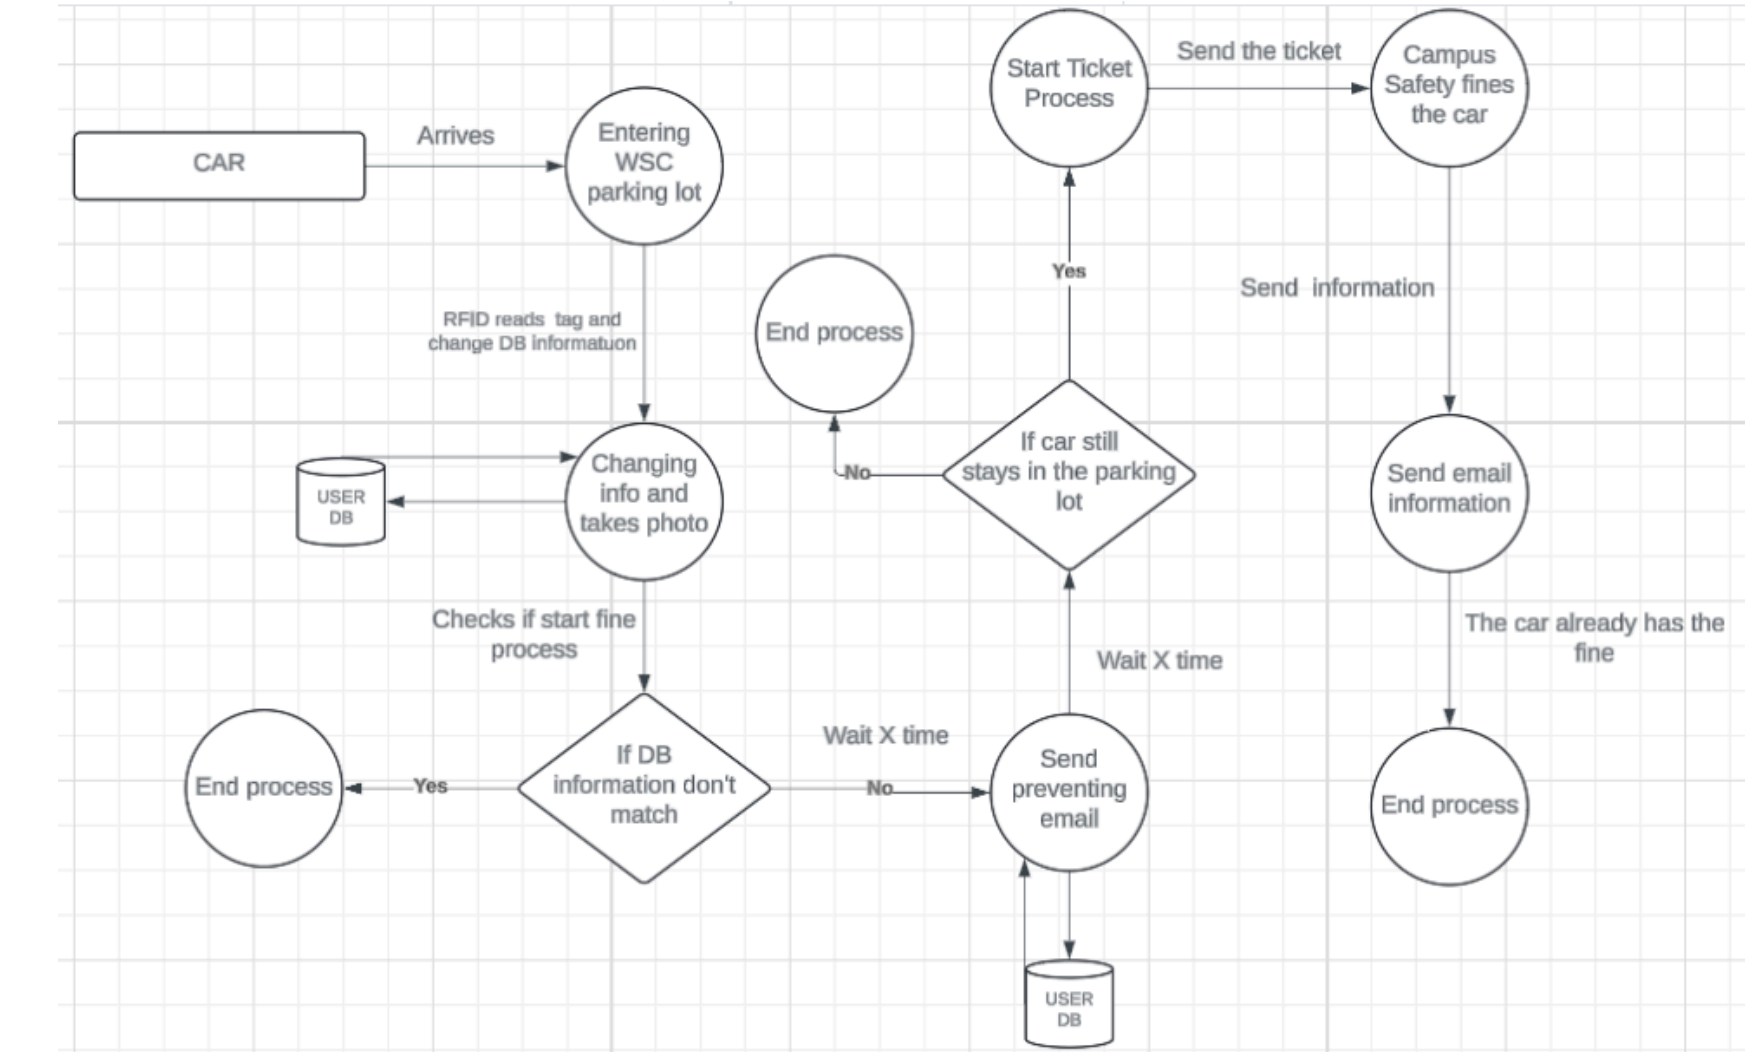 CAR
Arrives
Entering
WSC
parking lot
RFID reads tag and
change DB informatuon
USER
DB
Changing
info and
takes photo
Checks if start fine
process
If DB
information don't
match
Yes
End process
Wait X time
No
Send
preventing
email
USER
DB
Wait X time
If car still
stays in the parking
lot
No
End process
Yes
Start Ticket
Process
Send the ticket
Campus
Safety fines
the car
Send information
Send email
information
The car already has the
fine
End process